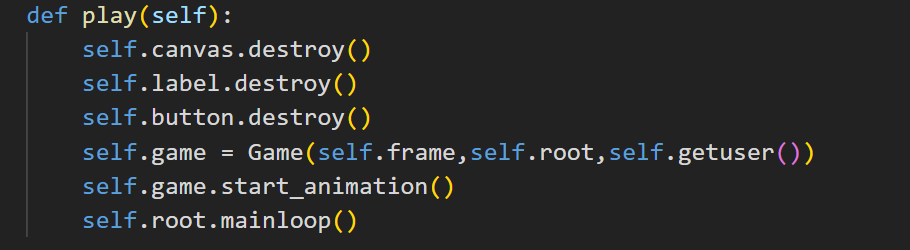 def play(self):
    self.canvas.destroy()
    self.label.destroy()
    self.button.destroy()
    self.game = Game(self.frame,self.root,self.getuser())
    self.game.start_animation()
    self.root.mainloop()